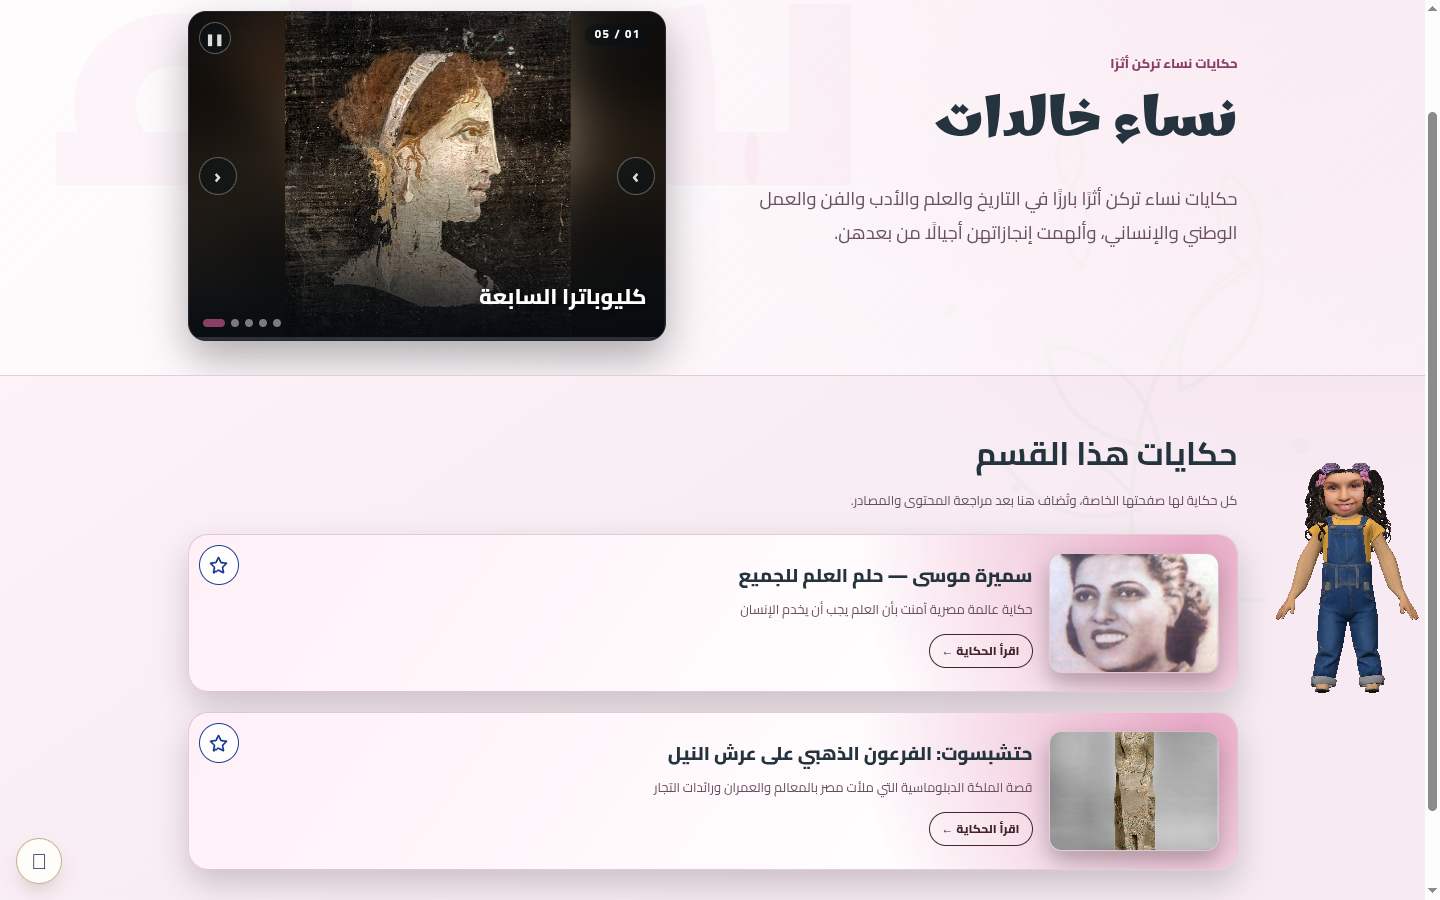 حكايات نساء تركن أثرًا
نساء خالدات
حكايات نساء تركن أثرًا بارزًا في التاريخ والعلم والأدب والفن والعمل
الوطني والإنساني، وألهمت إنجازاتهن أجيالًا من بعدهن.
05 / 01
كليوباترا السابعة
حكايات هذا القسم
كل حكاية لها صفحتها الخاصة، وتُضاف هنا بعد مراجعة المحتوى والمصادر.
سميرة موسى — حلم العلم للجميع
حكاية عالمة مصرية آمنت بأن العلم يجب أن يخدم الإنسان
اقرأ الحكاية ←
حتشبسوت: الفرعون الذهبي على عرش النيل
قصة الملكة الدبلوماسية التي ملأت مصر بالمعالم والعمران ورائدات التجار
اقرأ الحكاية ←